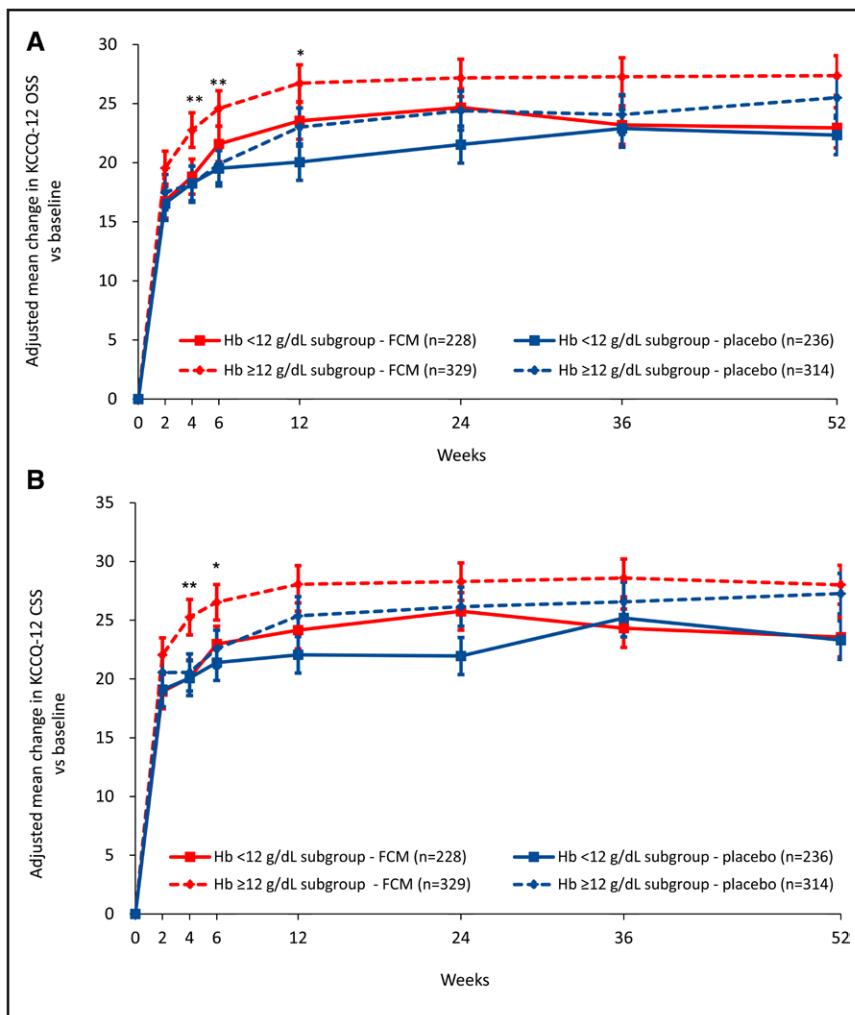 A
Adjusted mean change in KCCQ-12 OSS
vs baseline
30
25
20
15
10
5
0
** ** *
Hb <12 g/dL subgroup - FCM (n=228) Hb <12 g/dL subgroup - placebo (n=236)
Hb ≥12 g/dL subgroup - FCM (n=329) Hb ≥12 g/dL subgroup - placebo (n=314)
0 2 4 6 12 24 36 52
Weeks
B
Adjusted mean change in KCCQ-12 CSS
vs baseline
35
30
25
20
15
10
5
0
** *
Hb <12 g/dL subgroup - FCM (n=228) Hb <12 g/dL subgroup - placebo (n=236)
Hb ≥12 g/dL subgroup - FCM (n=329) Hb ≥12 g/dL subgroup - placebo (n=314)
0 2 4 6 12 24 36 52
Weeks